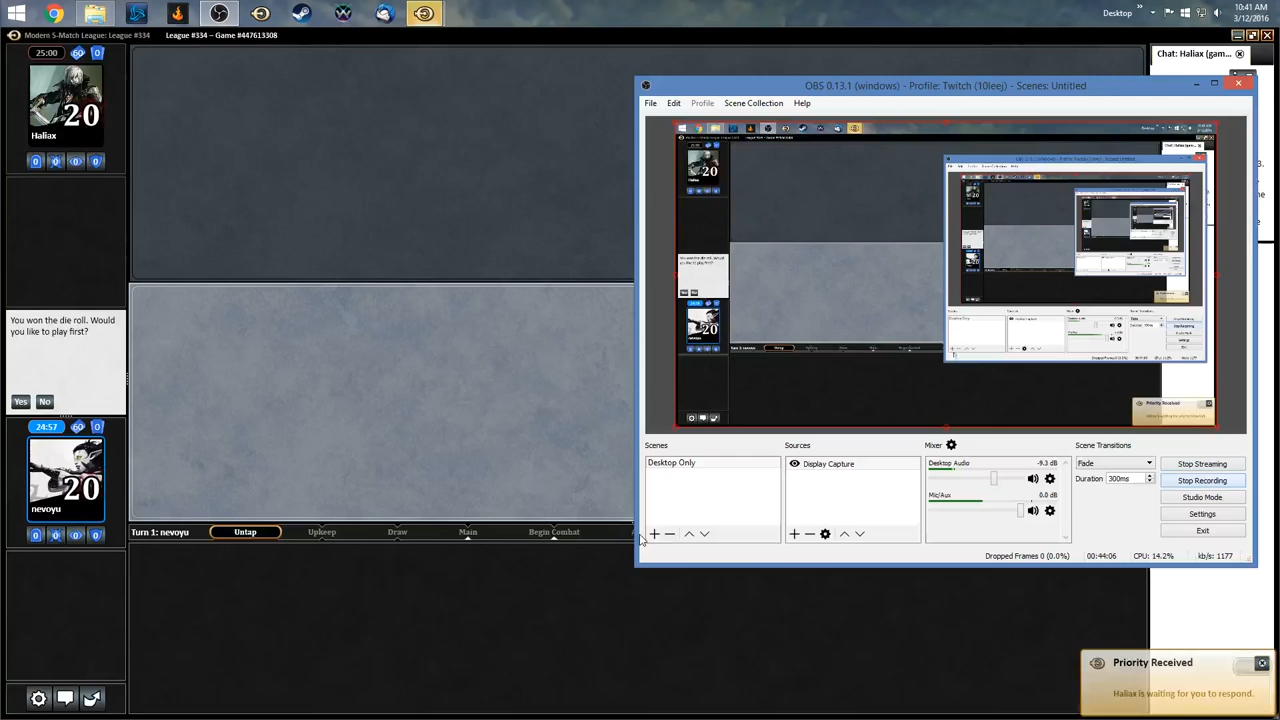 10:41 AM
Desktop
3/12/2016
Modern 5-Match League: League #334
League #334 – Game #447613308
25:00
60
0
20
Haliax
0
0
0
0
You won the die roll. Would
you like to play first?
Yes
No
24:57
60
0
20
nevoyu
0
0
0
0
Turn 1: nevoyu
Untap
Upkeep
Draw
Main
Begin Combat
Chat: Haliax (gam...
OBS 0.13.1 (windows) - Profile: Twitch (10leej) - Scenes: Untitled
File
Edit
Profile
Scene Collection
Help
Scenes
Desktop Only
Sources
Display Capture
Mixer
Desktop Audio
-9.3 dB
Mic/Aux
0.0 dB
Scene Transitions
Fade
Duration
300ms
Stop Streaming
Stop Recording
Studio Mode
Settings
Exit
Dropped Frames 0 (0.0%)
00:44:06
CPU: 14.2%
kb/s: 1177
Priority Received
Haliax is waiting for you to respond.